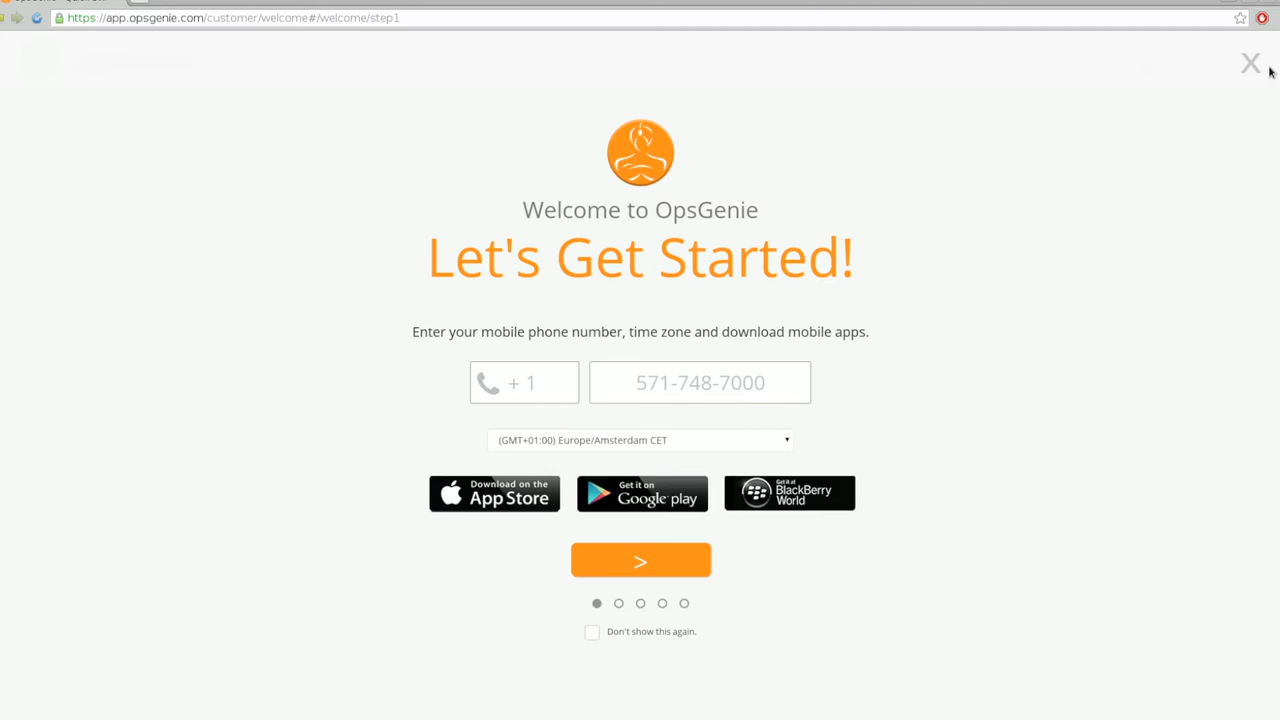 https://app.opsgenie.com/customer/welcome#/welcome/step1
X
Welcome to OpsGenie
Let's Get Started!
Enter your mobile phone number, time zone and download mobile apps.
+ 1 571-748-7000
(GMT+01:00) Europe/Amsterdam CET
Download on the App Store
Get it on Google play
Get it at BlackBerry World
>
Don't show this again.